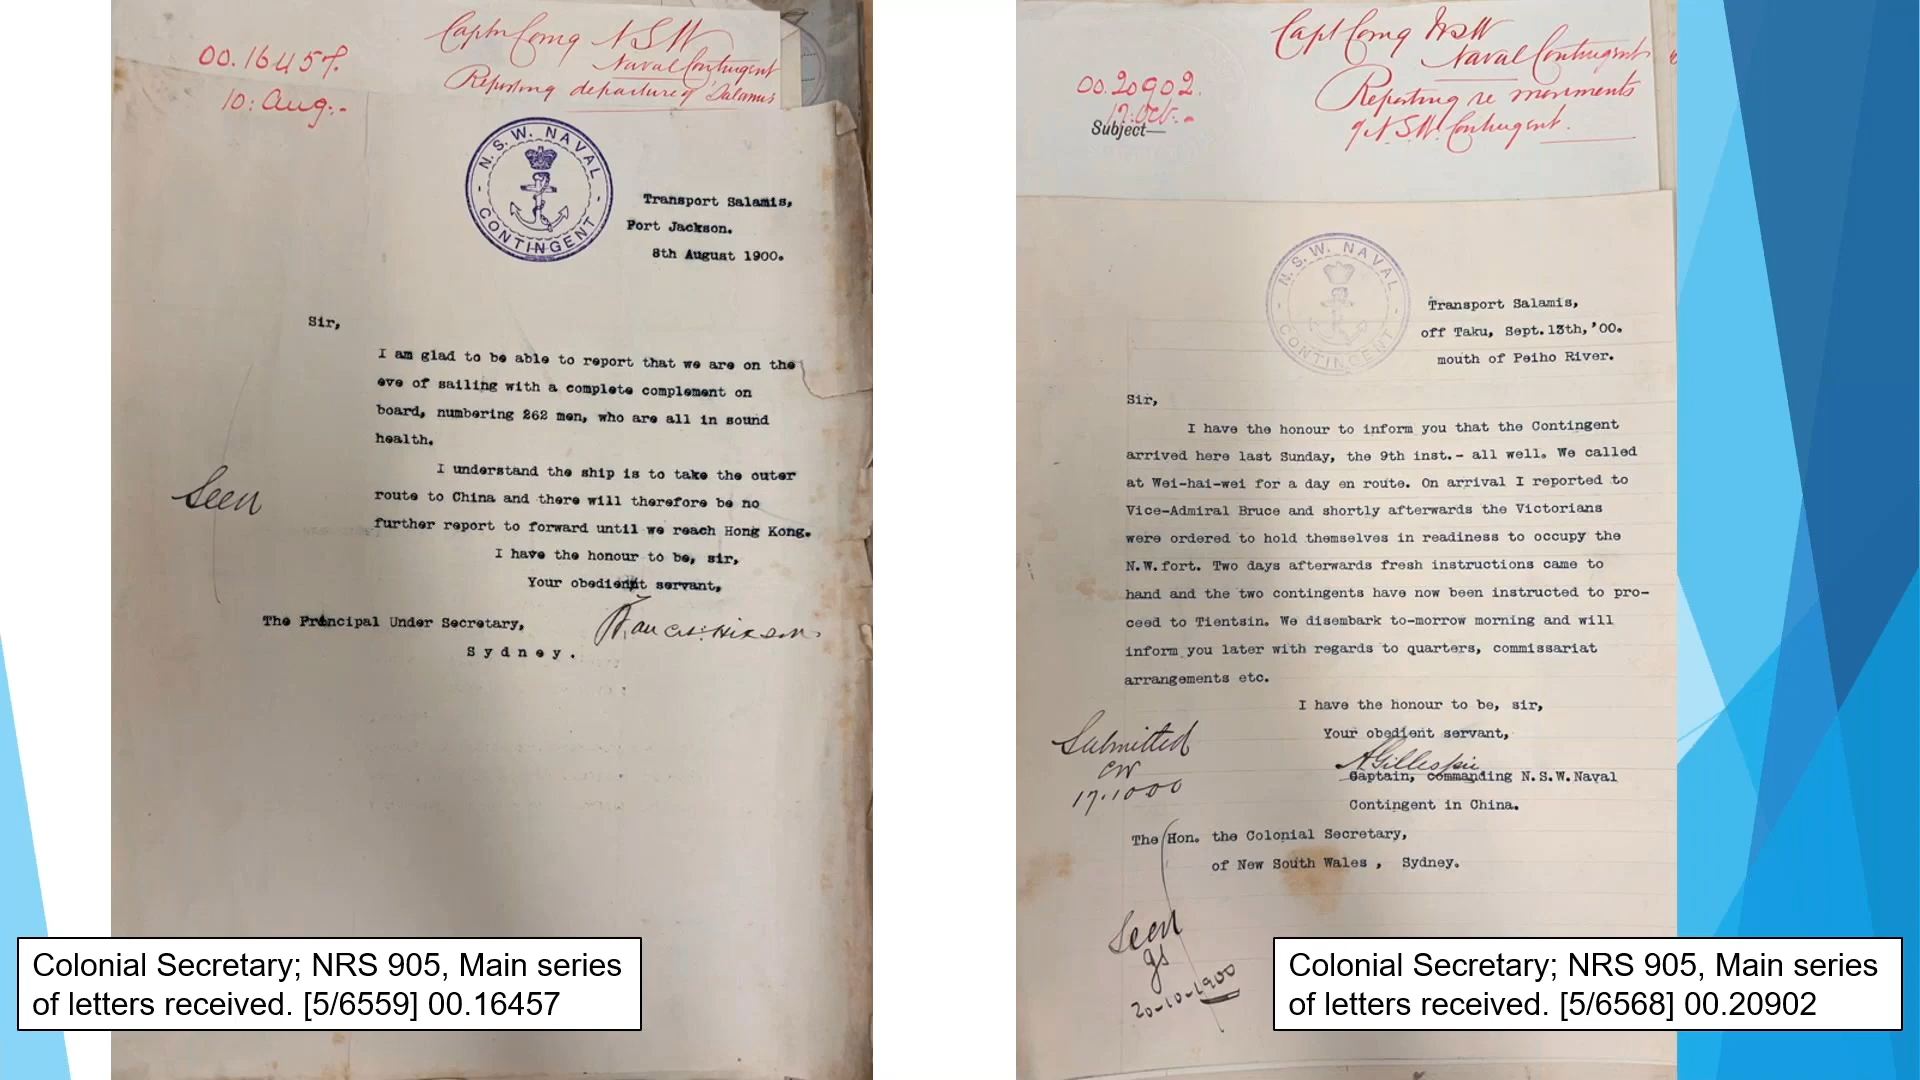 00.16457.
10: Aug:-
Captn Comg N S W
Naval Contingent
Reporting departure of Salamis
N.S.W. NAVAL
- CONTINGENT -
Transport Salamis,
Port Jackson.
8th August 1900.
Sir,
I am glad to be able to report that we are on the
eve of sailing with a complete complement on
board, numbering 262 men, who are all in sound
health.
I understand the ship is to take the outer
route to China and there will therefore be no
further report to forward until we reach Hong Kong.
I have the honour to be, sir,
Your obedient servant,
Seen
The Principal Under Secretary,
Sydney.
Francis Hixson
Colonial Secretary; NRS 905, Main series
of letters received. [5/6559] 00.16457
Capt Comg NSW
Naval Contingent
Reporting re movements
of N.S.W. Contingent.
00.20902.
17: Oct:-
Subject—
N.S.W. NAVAL
- CONTINGENT -
Transport Salamis,
off Taku, Sept.13th,'00.
mouth of Peiho River.
Sir,
I have the honour to inform you that the Contingent
arrived here last Sunday, the 9th inst.- all well. We called
at Wei-hai-wei for a day en route. On arrival I reported to
Vice-Admiral Bruce and shortly afterwards the Victorians
were ordered to hold themselves in readiness to occupy the
N.W.fort. Two days afterwards fresh instructions came to
hand and the two contingents have now been instructed to pro-
ceed to Tientsin. We disembark to-morrow morning and will
inform you later with regards to quarters, commissariat
arrangements etc.
I have the honour to be, sir,
Your obedient servant,
AGillespie
Captain, commanding N.S.W.Naval
Contingent in China.
Submitted
CW
17.10.00
The Hon. the Colonial Secretary,
of New South Wales , Sydney.
Seen
gs
20-10-1900
Colonial Secretary; NRS 905, Main series
of letters received. [5/6568] 00.20902